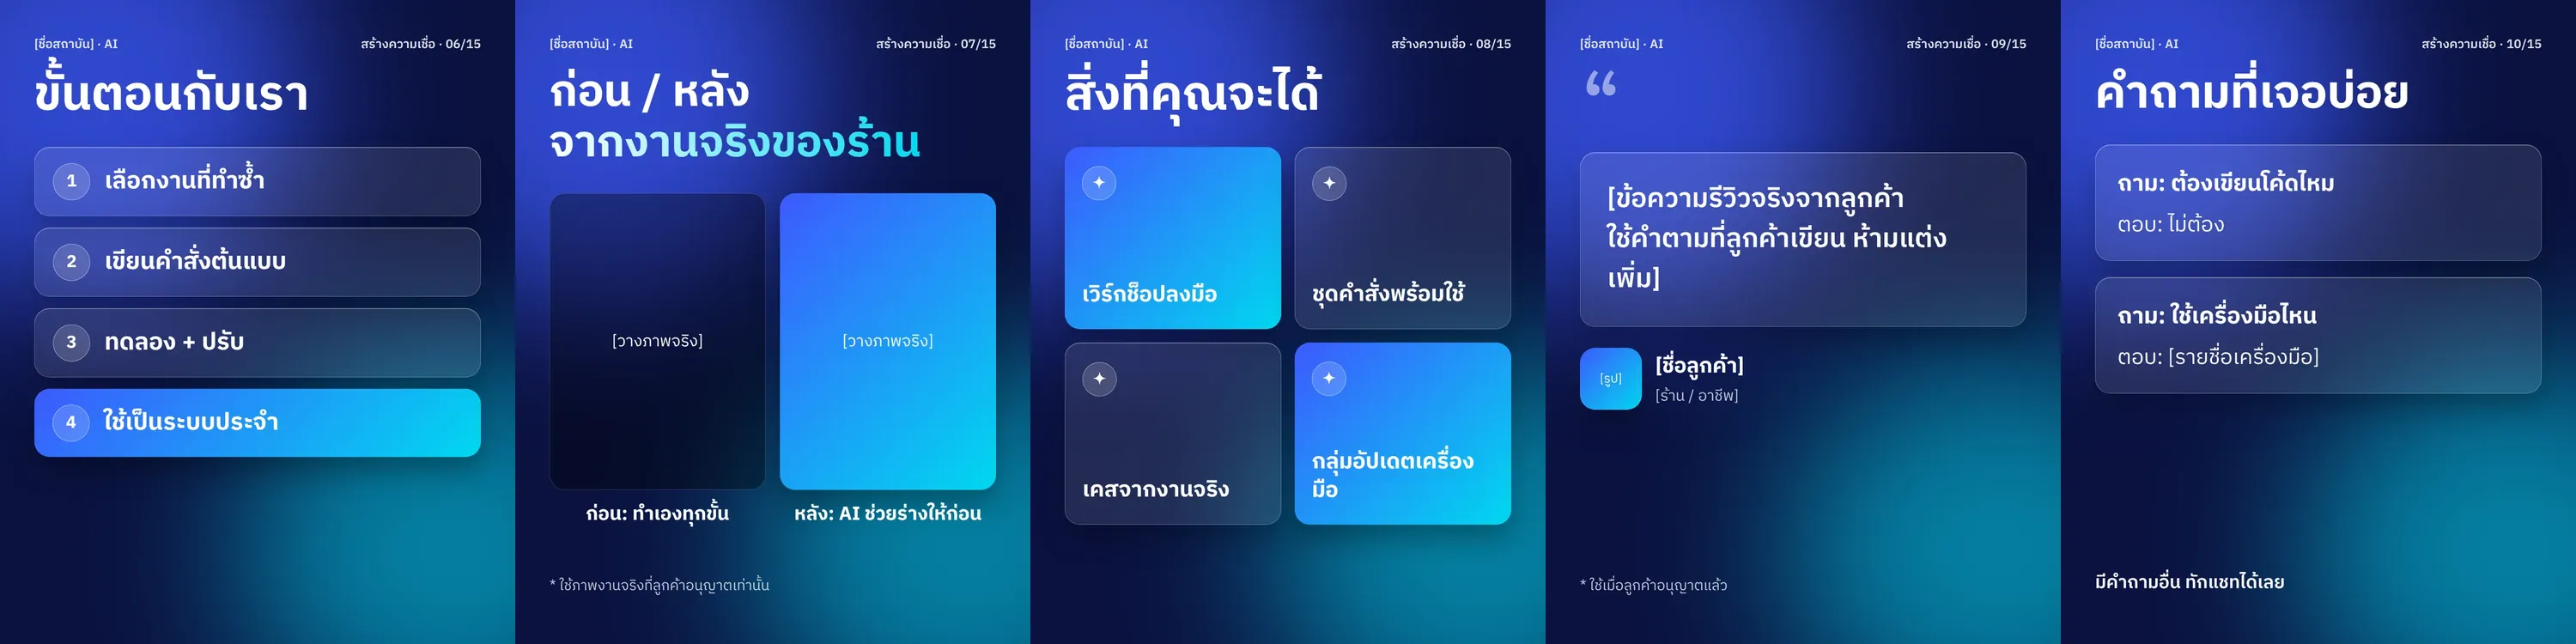 [ชื่อสถาบัน] · AI
สร้างความเชื่อ · 06/15
ขั้นตอนกับเรา
1 เลือกงานที่ทำซ้ำ
2 เขียนคำสั่งต้นแบบ
3 ทดลอง + ปรับ
4 ใช้เป็นระบบประจำ
[ชื่อสถาบัน] · AI
สร้างความเชื่อ · 07/15
ก่อน / หลัง
จากงานจริงของร้าน
[วางภาพจริง]
[วางภาพจริง]
ก่อน: ทำเองทุกขั้น
หลัง: AI ช่วยร่างให้ก่อน
* ใช้ภาพงานจริงที่ลูกค้าอนุญาตเท่านั้น
[ชื่อสถาบัน] · AI
สร้างความเชื่อ · 08/15
สิ่งที่คุณจะได้
เวิร์กช็อปลงมือ
ชุดคำสั่งพร้อมใช้
เคสจากงานจริง
กลุ่มอัปเดตเครื่อง
มือ
[ชื่อสถาบัน] · AI
สร้างความเชื่อ · 09/15
“
[ข้อความรีวิวจริงจากลูกค้า
ใช้คำตามที่ลูกค้าเขียน ห้ามแต่ง
เพิ่ม]
[รูป]
[ชื่อลูกค้า]
[ร้าน / อาชีพ]
* ใช้เมื่อลูกค้าอนุญาตแล้ว
[ชื่อสถาบัน] · AI
สร้างความเชื่อ · 10/15
คำถามที่เจอบ่อย
ถาม: ต้องเขียนโค้ดไหม
ตอบ: ไม่ต้อง
ถาม: ใช้เครื่องมือไหน
ตอบ: [รายชื่อเครื่องมือ]
มีคำถามอื่น ทักแชทได้เลย